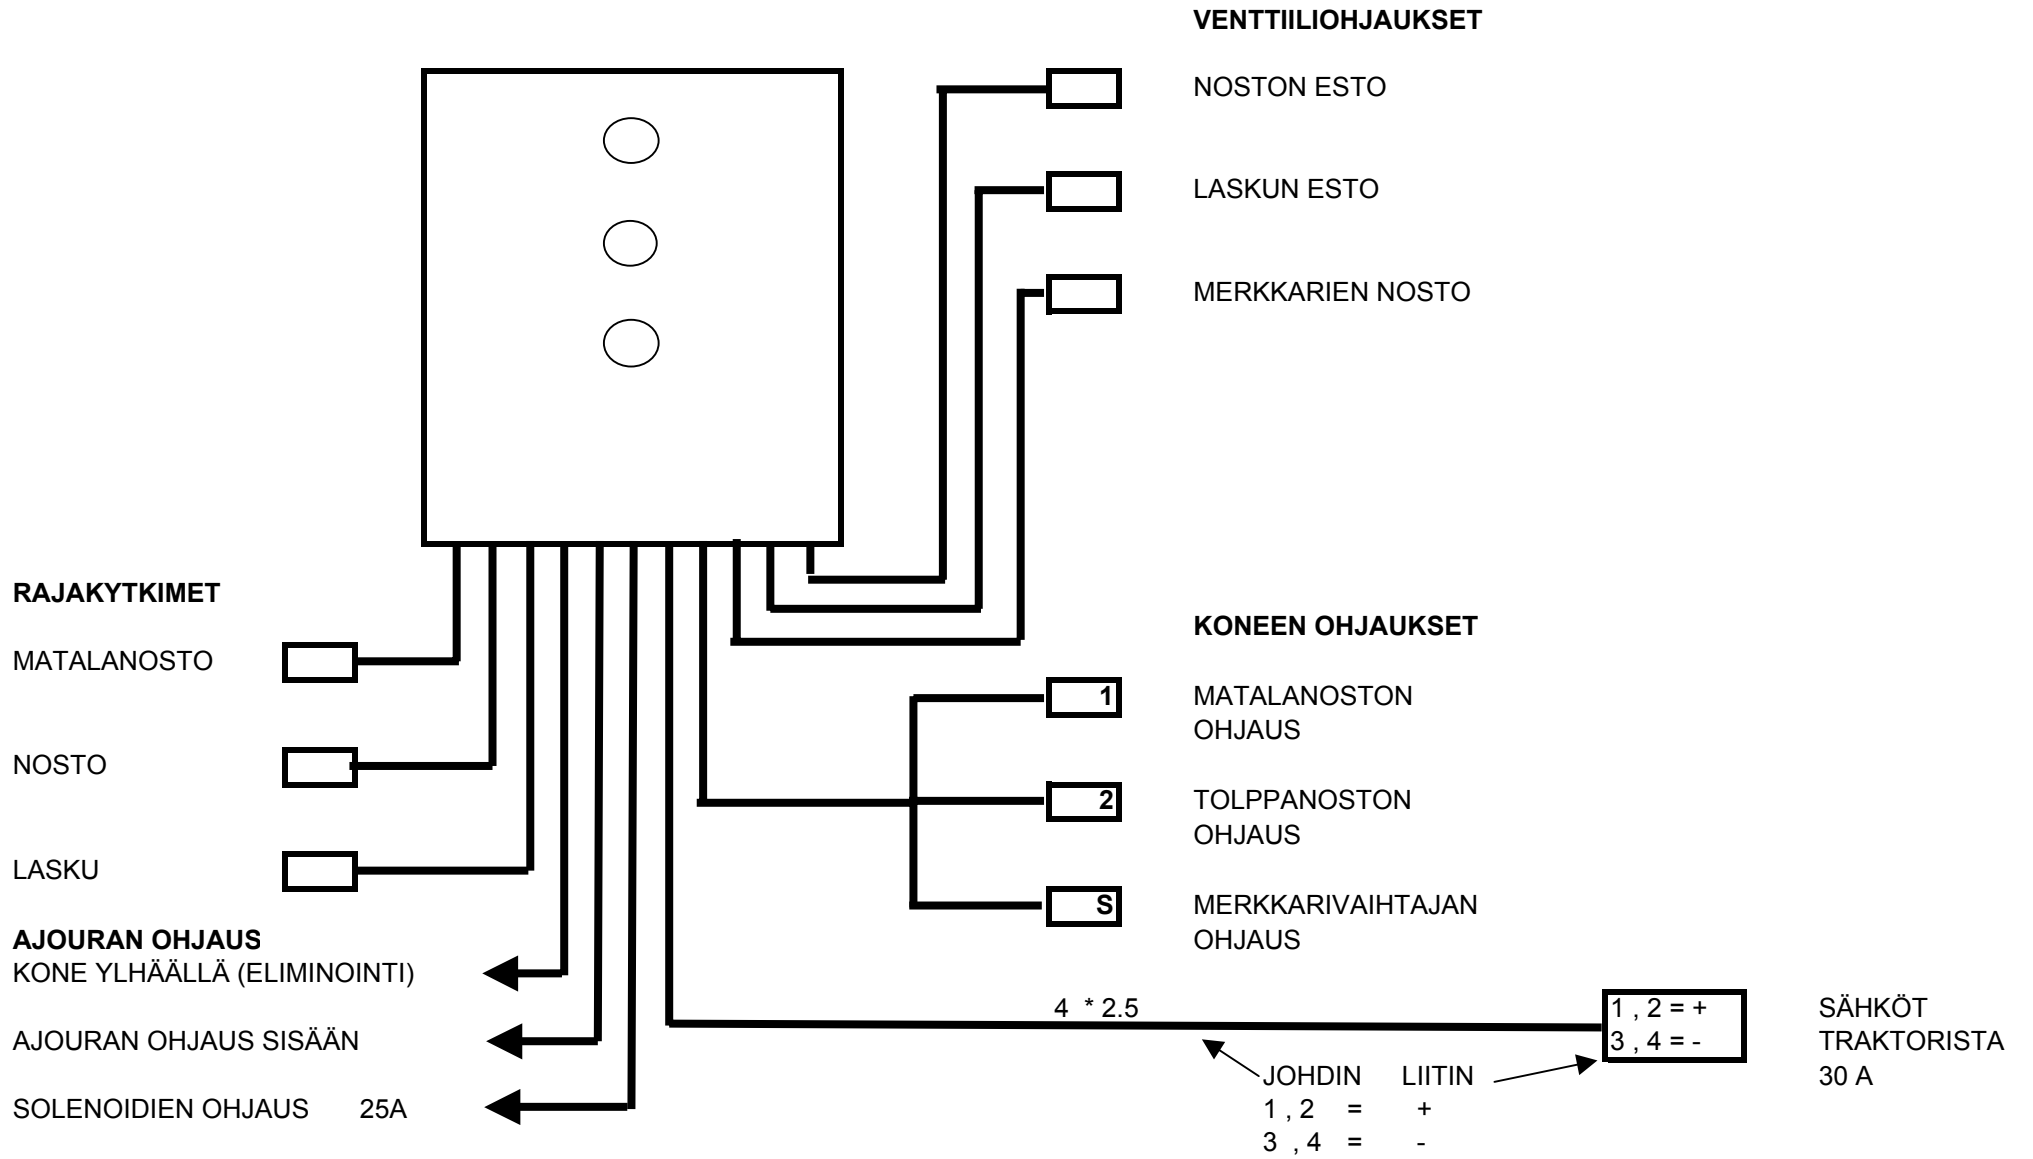 VENTTIILIOHJAUKSET
NOSTON ESTO
LASKUN ESTO
MERKKARIEN NOSTO
RAJAKYTKIMET
MATALANOSTO
NOSTO
LASKU
KONEEN OHJAUKSET
1 MATALANOSTON
OHJAUS
2 TOLPPANOSTON
OHJAUS
S MERKKARIVAIHTAJAN
OHJAUS
AJOURAN OHJAUS
KONE YLHÄÄLLÄ (ELIMINOINTI)
AJOURAN OHJAUS SISÄÄN
SOLENOIDIEN OHJAUS 25A
4 * 2.5
1 , 2 = +
3 , 4 = -
SÄHKÖT
TRAKTORISTA
30 A
JOHDIN LIITIN
1 , 2 = +
3 , 4 = -